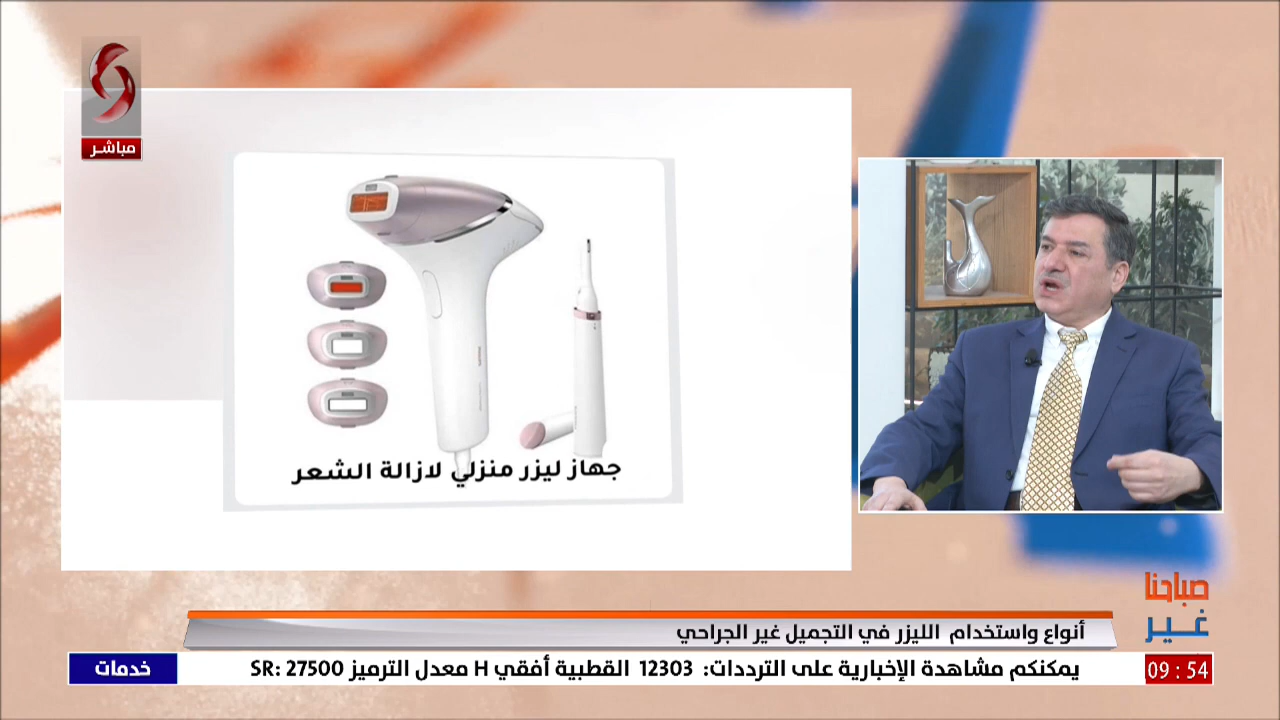 مباشر
جهاز ليزر منزلي لازالة الشعر
صباحنا
غير
أنواع واستخدام الليزر في التجميل غير الجراحي
خدمات
يمكنكم مشاهدة الإخبارية على الترددات: 12303 القطبية أفقي H معدل الترميز SR: 27500
09 : 54